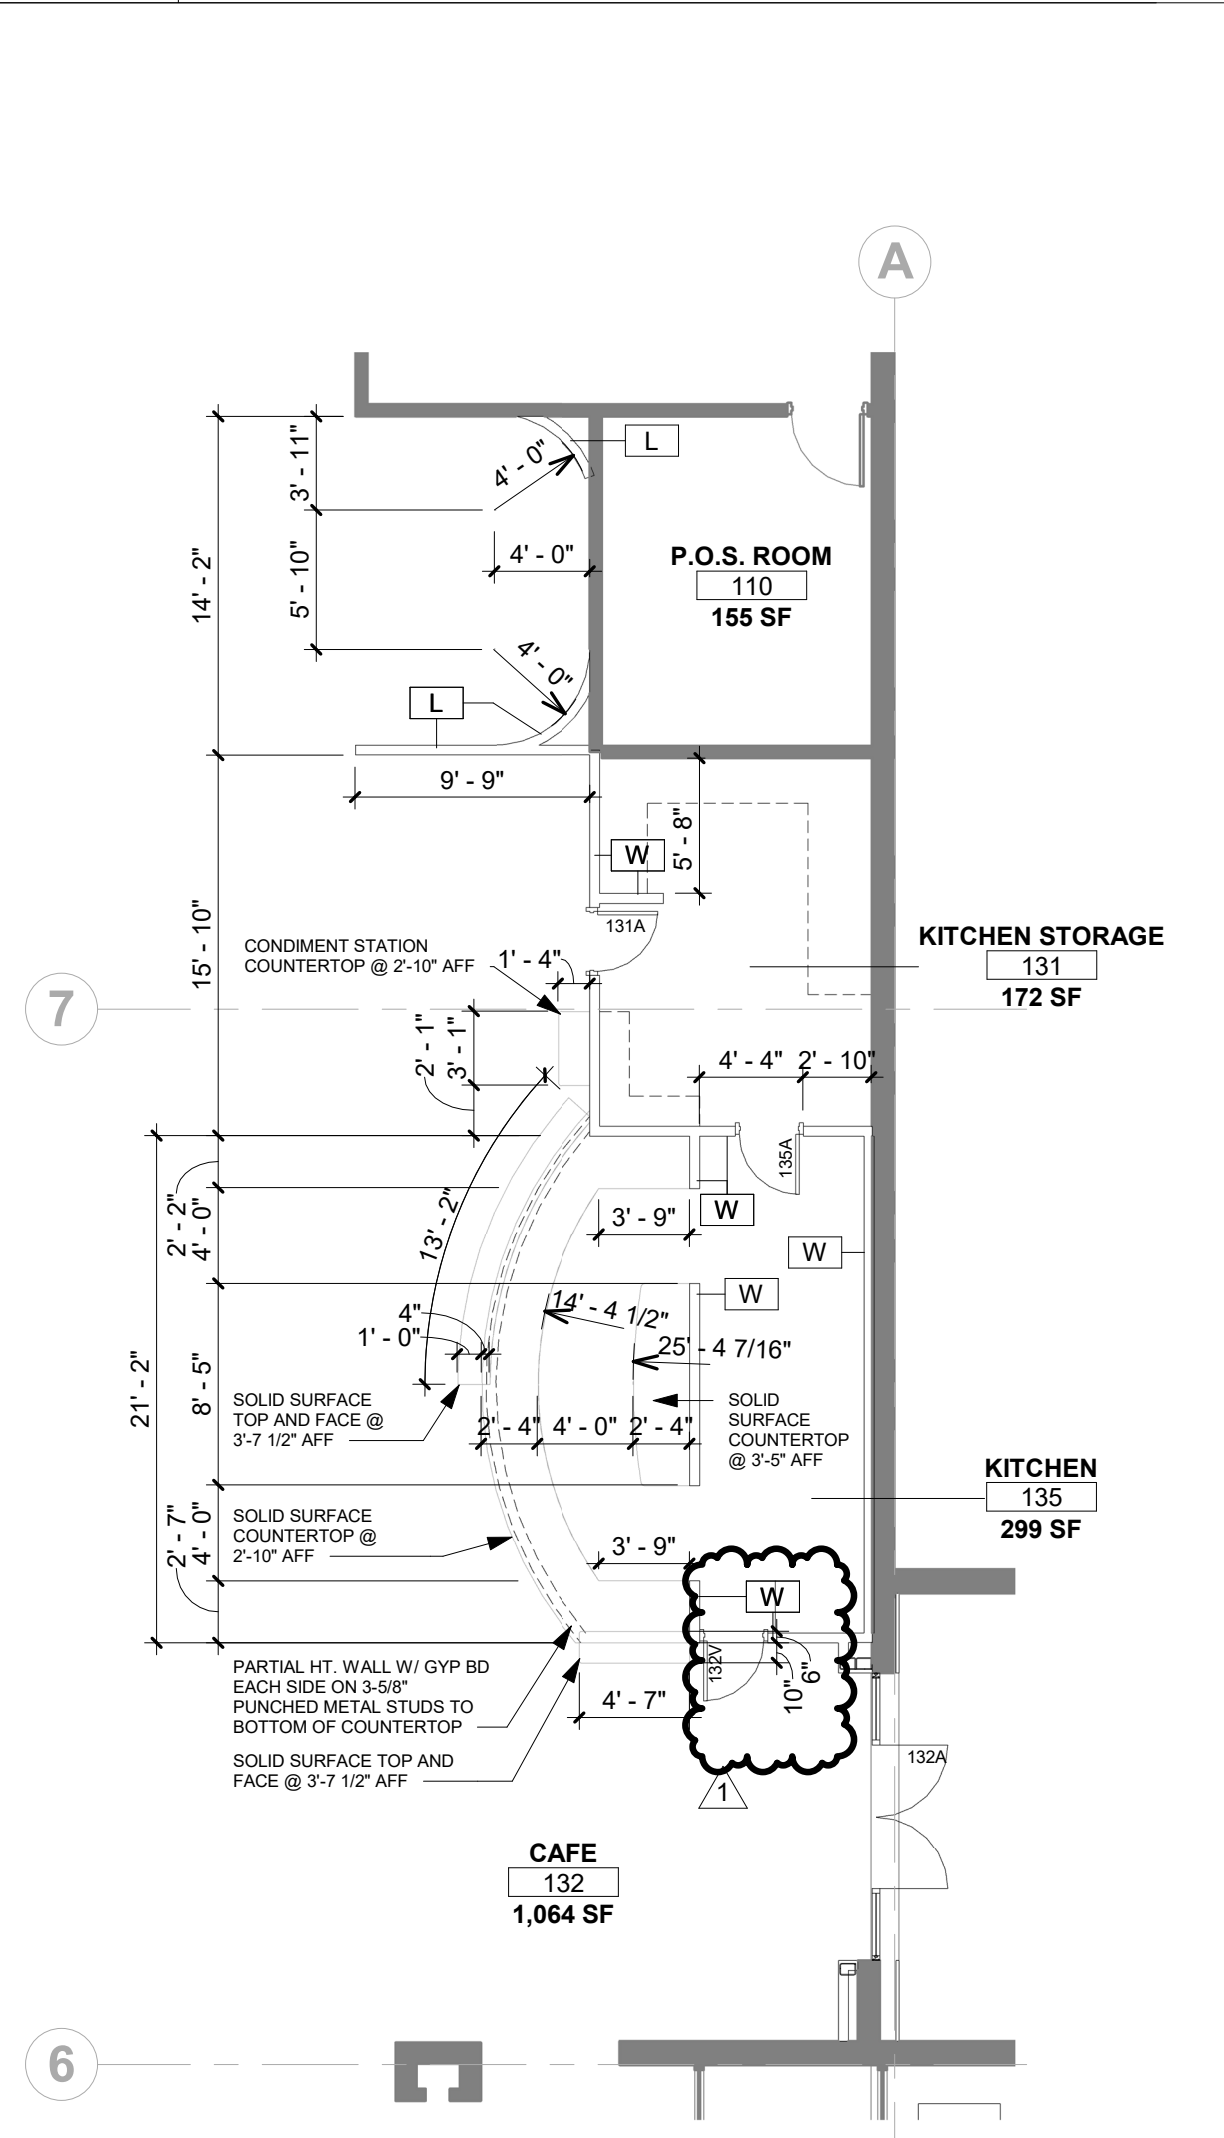 A
3' - 11"
4' - 0"
L
14' - 2"
5' - 10"
4' - 0"
P.O.S. ROOM
110
155 SF
4' - 0"
L
9' - 9"
5' - 8"
W
15' - 10"
131A
CONDIMENT STATION
COUNTERTOP @ 2'-10" AFF
1' - 4"
KITCHEN STORAGE
131
172 SF
7
2' - 1"
3' - 1"
4' - 4"
2' - 10"
135A
13' - 2"
2' - 2"
4' - 0"
3' - 9"
W
W
W
14' - 4 1/2"
4"
1' - 0"
25' - 4 7/16"
21' - 2"
8' - 5"
SOLID SURFACE
TOP AND FACE @
3'-7 1/2" AFF
2' - 4"
4' - 0"
2' - 4"
SOLID
SURFACE
COUNTERTOP
@ 3'-5" AFF
KITCHEN
135
299 SF
2' - 7"
4' - 0"
SOLID SURFACE
COUNTERTOP @
2'-10" AFF
3' - 9"
W
132V
6"
10"
PARTIAL HT. WALL W/ GYP BD
EACH SIDE ON 3-5/8"
PUNCHED METAL STUDS TO
BOTTOM OF COUNTERTOP
4' - 7"
SOLID SURFACE TOP AND
FACE @ 3'-7 1/2" AFF
132A
1
CAFE
132
1,064 SF
6